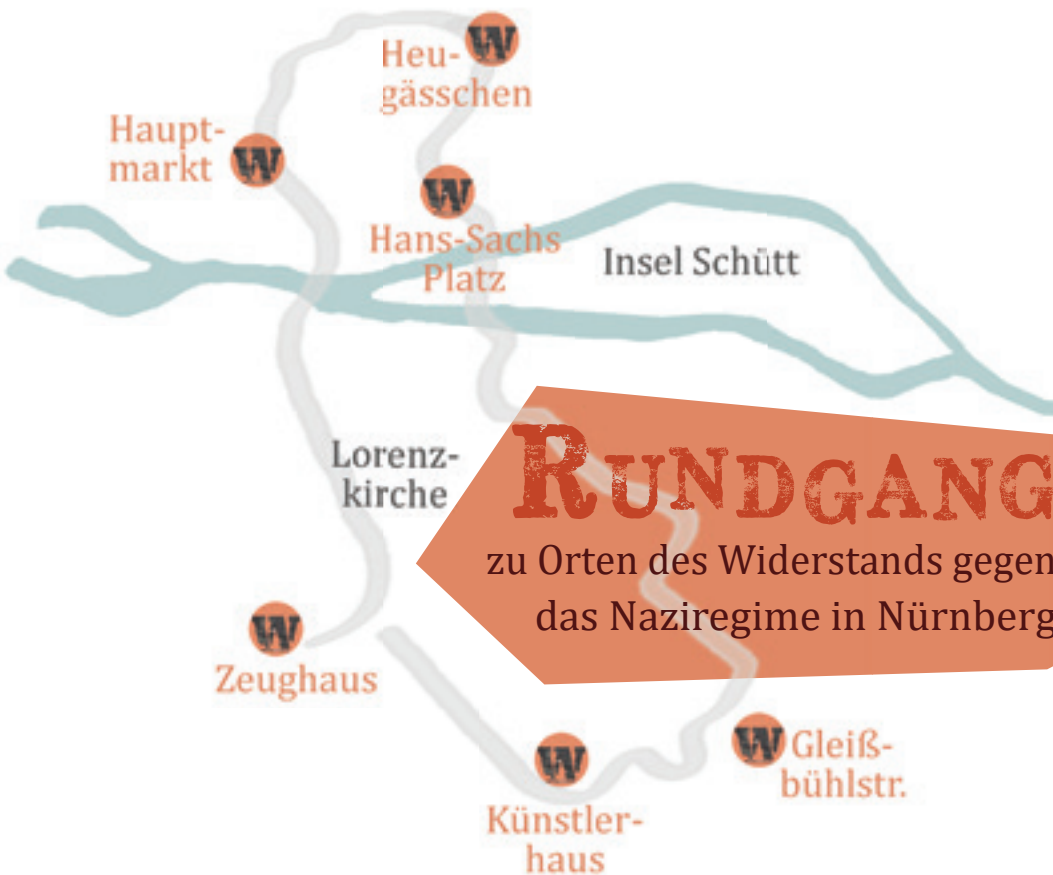 W
Heu-
gässchen
Haupt-
markt
W
W
Hans-Sachs
Platz
Insel Schütt
Lorenz-
kirche
RUNDGANG
zu Orten des Widerstands gegen
das Naziregime in Nürnberg
W
Zeughaus
W
Gleiß-
bühlstr.
W
Künstler-
haus